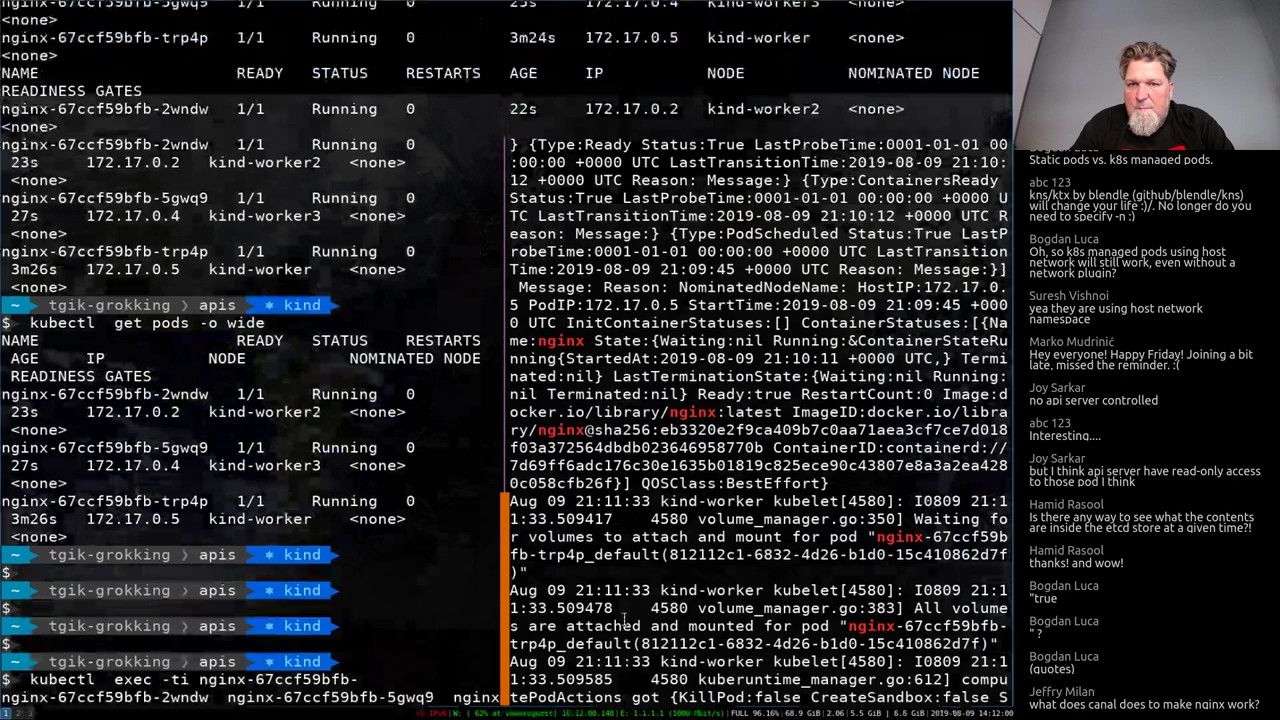 25s 172.17.0.4 kind-worker3 <none>
<none>
nginx-67ccf59bfb-trp4p 1/1 Running 0 3m24s 172.17.0.5 kind-worker <none>
<none>
NAME READY STATUS RESTARTS AGE IP NODE NOMINATED NODE
READINESS GATES
nginx-67ccf59bfb-2wndw 1/1 Running 0 22s 172.17.0.2 kind-worker2 <none>
<none>
nginx-67ccf59bfb-2wndw 1/1 Running 0
23s 172.17.0.2 kind-worker2 <none>
<none>
nginx-67ccf59bfb-5gwq9 1/1 Running 0
27s 172.17.0.4 kind-worker3 <none>
<none>
nginx-67ccf59bfb-trp4p 1/1 Running 0
3m26s 172.17.0.5 kind-worker <none>
<none>
~ tgik-grokking apis ⎈ kind
$ kubectl get pods -o wide
NAME READY STATUS RESTARTS
AGE IP NODE NOMINATED NODE
READINESS GATES
nginx-67ccf59bfb-2wndw 1/1 Running 0
23s 172.17.0.2 kind-worker2 <none>
<none>
nginx-67ccf59bfb-5gwq9 1/1 Running 0
27s 172.17.0.4 kind-worker3 <none>
<none>
nginx-67ccf59bfb-trp4p 1/1 Running 0
3m26s 172.17.0.5 kind-worker <none>
<none>
~ tgik-grokking apis ⎈ kind
$
~ tgik-grokking apis ⎈ kind
$
~ tgik-grokking apis ⎈ kind
$
~ tgik-grokking apis ⎈ kind
$ kubectl exec -ti nginx-67ccf59bfb-
nginx-67ccf59bfb-2wndw nginx-67ccf59bfb-5gwq9 nginx
} {Type:Ready Status:True LastProbeTime:0001-01-01 00
:00:00 +0000 UTC LastTransitionTime:2019-08-09 21:10:
12 +0000 UTC Reason: Message:} {Type:ContainersReady
Status:True LastProbeTime:0001-01-01 00:00:00 +0000 U
TC LastTransitionTime:2019-08-09 21:10:12 +0000 UTC R
eason: Message:} {Type:PodScheduled Status:True LastP
robeTime:0001-01-01 00:00:00 +0000 UTC LastTransition
Time:2019-08-09 21:09:45 +0000 UTC Reason: Message:}]
Message: Reason: NominatedNodeName: HostIP:172.17.0.
5 PodIP:172.17.0.5 StartTime:2019-08-09 21:09:45 +000
0 UTC InitContainerStatuses:[] ContainerStatuses:[{Na
me:nginx State:{Waiting:nil Running:&ContainerStateRu
nning{StartedAt:2019-08-09 21:10:11 +0000 UTC,} Termi
nated:nil} LastTerminationState:{Waiting:nil Running:
nil Terminated:nil} Ready:true RestartCount:0 Image:d
ocker.io/library/nginx:latest ImageID:docker.io/libra
ry/nginx@sha256:eb3320e2f9ca409b7c0aa71aea3cf7ce7d018
f03a372564dbdb0236469587​70b ContainerID:containerd://
7d69ff6adc176c30e1635b01819c825ece90c43807e8a3a2ea428
0c058cfb26f}] QOSClass:BestEffort}
Aug 09 21:11:33 kind-worker kubelet[4580]: I0809 21:1
1:33.509417 4580 volume_manager.go:350] Waiting fo
r volumes to attach and mount for pod "nginx-67ccf59b
fb-trp4p_default(812112c1-6832-4d26-b1d0-15c410862d7f
)"
Aug 09 21:11:33 kind-worker kubelet[4580]: I0809 21:1
1:33.509478 4580 volume_manager.go:383] All volume
s are attached and mounted for pod "nginx-67ccf59bfb-
trp4p_default(812112c1-6832-4d26-b1d0-15c410862d7f)"
Aug 09 21:11:33 kind-worker kubelet[4580]: I0809 21:1
1:33.509585 4580 kuberuntime_manager.go:612] compu
tePodActions got {KillPod:false CreateSandbox:false S
Static pods vs. k8s managed pods.
abc 123
kns/ktx by blendle (github/blendle/kns)
will change your life :)/. No longer do you
need to specify -n :)
Bogdan Luca
Oh, so k8s managed pods using host
network will still work, even without a
network plugin?
Suresh Vishnoi
yea they are using host network
namespace
Marko Mudrinić
Hey everyone! Happy Friday! Joining a bit
late, missed the reminder. :(
Joy Sarkar
no api server controlled
abc 123
Interesting....
Joy Sarkar
but I think api server have read-only access
to those pod I think
Hamid Rasool
Is there any way to see what the contents
are inside the etcd store at a given time?!
Hamid Rasool
thanks! and wow!
Bogdan Luca
"true
Bogdan Luca
" ?
Bogdan Luca
(quotes)
Jeffry Milan
what does canal does to make nginx work?
FULL 96.16% 68.9 GiB 2.06 5.5 GiB 2019-08-09 14:12:00